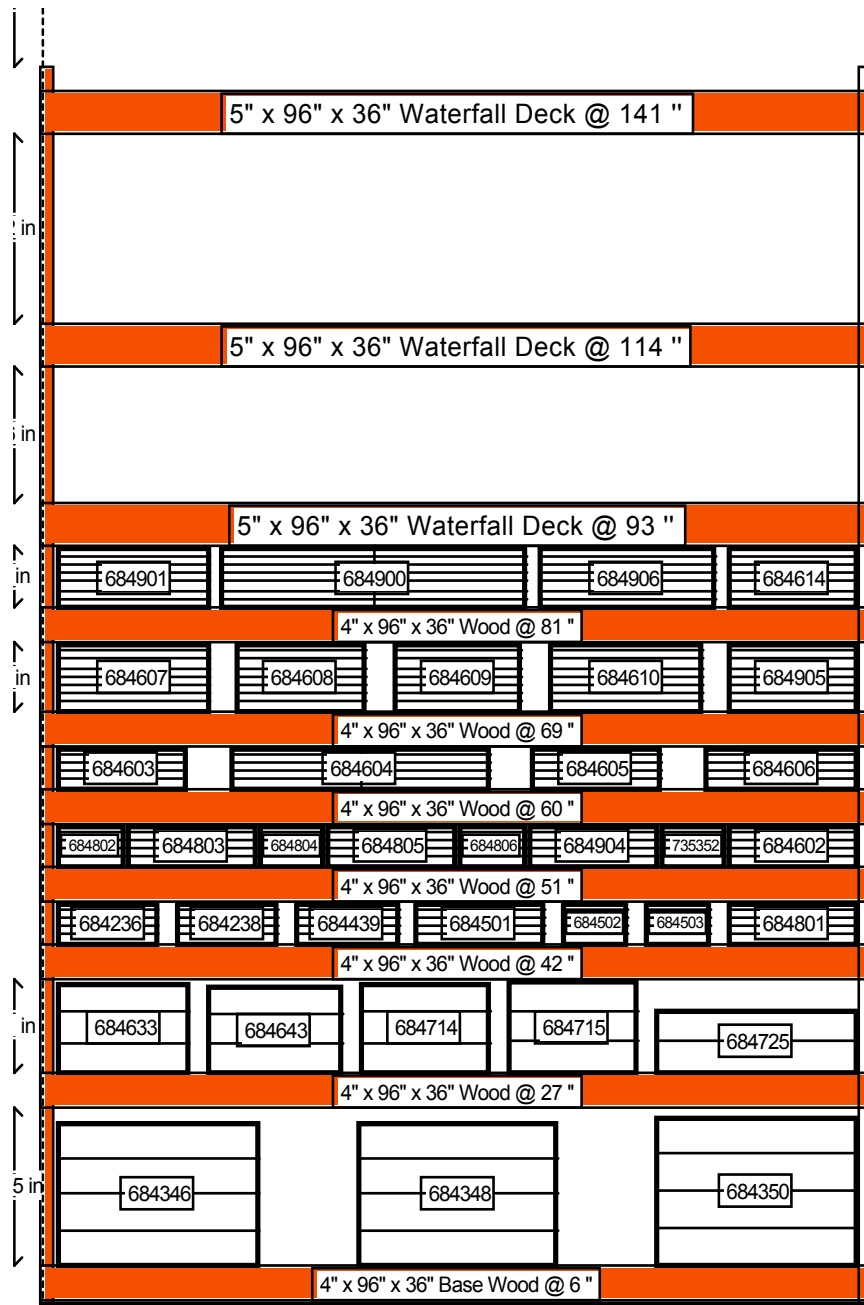 5" x 96" x 36" Waterfall Deck @ 141 "
in
5" x 96" x 36" Waterfall Deck @ 114 "
in
5" x 96" x 36" Waterfall Deck @ 93 "
in
684901 684900 684906 684614
4" x 96" x 36" Wood @ 81 "
in
684607 684608 684609 684610 684905
4" x 96" x 36" Wood @ 69 "
684603 684604 684605 684606
4" x 96" x 36" Wood @ 60 "
684802 684803 684804 684805 684806 684904 735352 684602
4" x 96" x 36" Wood @ 51 "
684236 684238 684439 684501 684502 684503 684801
4" x 96" x 36" Wood @ 42 "
in
684633 684643 684714 684715 684725
4" x 96" x 36" Wood @ 27 "
5 in
684346 684348 684350
4" x 96" x 36" Base Wood @ 6 "